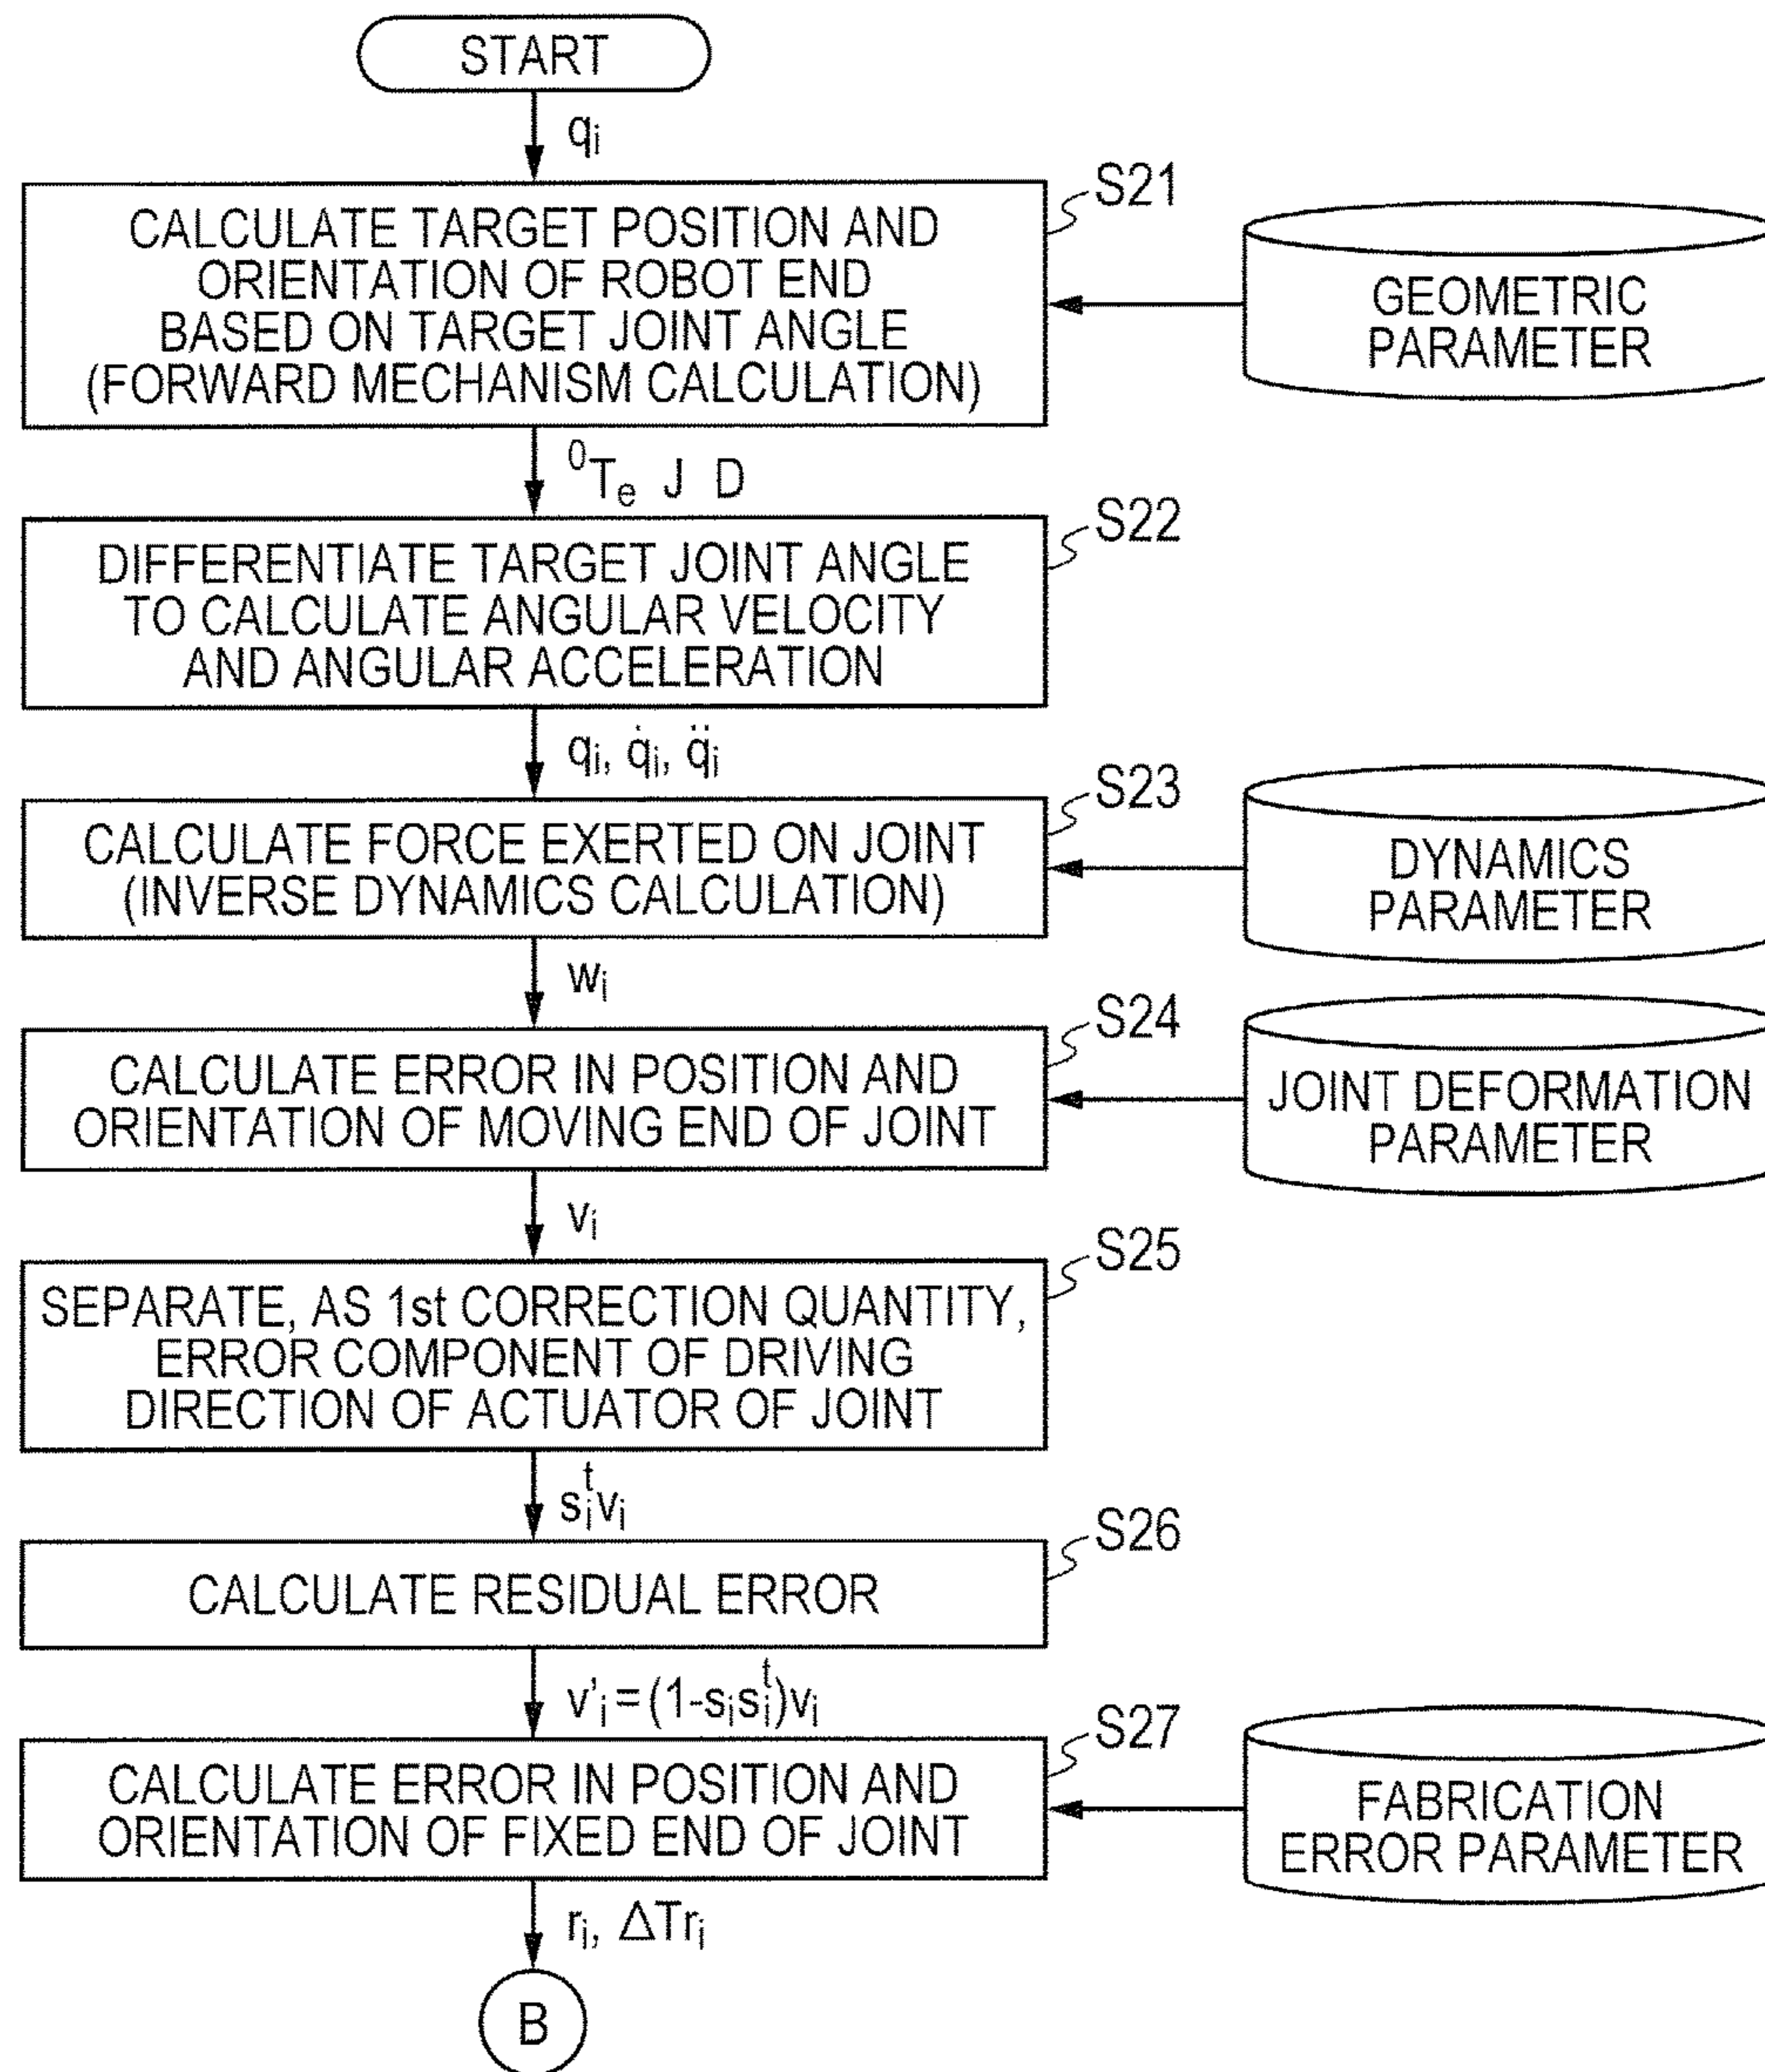 START
qᵢ
S21
CALCULATE TARGET POSITION AND
ORIENTATION OF ROBOT END
BASED ON TARGET JOINT ANGLE
(FORWARD MECHANISM CALCULATION)
GEOMETRIC
PARAMETER
⁰Tₑ J D
S22
DIFFERENTIATE TARGET JOINT ANGLE
TO CALCULATE ANGULAR VELOCITY
AND ANGULAR ACCELERATION
qᵢ, q̇ᵢ, q̈ᵢ
S23
CALCULATE FORCE EXERTED ON JOINT
(INVERSE DYNAMICS CALCULATION)
DYNAMICS
PARAMETER
wᵢ
S24
CALCULATE ERROR IN POSITION AND
ORIENTATION OF MOVING END OF JOINT
JOINT DEFORMATION
PARAMETER
vᵢ
S25
SEPARATE, AS 1st CORRECTION QUANTITY,
ERROR COMPONENT OF DRIVING
DIRECTION OF ACTUATOR OF JOINT
sᵢᵗvᵢ
S26
CALCULATE RESIDUAL ERROR
v'ᵢ=(1-sᵢsᵢᵗ)vᵢ
S27
CALCULATE ERROR IN POSITION AND
ORIENTATION OF FIXED END OF JOINT
FABRICATION
ERROR PARAMETER
rᵢ, ΔTrᵢ
B